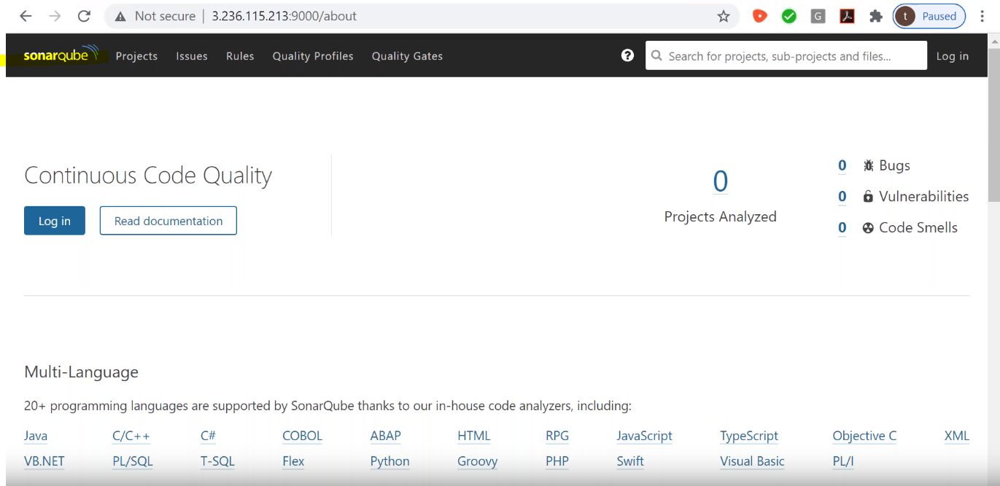 Not secure | 3.236.115.213:9000/about G t Paused
sonarqube Projects Issues Rules Quality Profiles Quality Gates ? Search for projects, sub-projects and files... Log in
Continuous Code Quality
Log in Read documentation
0
Projects Analyzed
0 Bugs
0 Vulnerabilities
0 Code Smells
Multi-Language
20+ programming languages are supported by SonarQube thanks to our in-house code analyzers, including:
Java C/C++ C# COBOL ABAP HTML RPG JavaScript TypeScript Objective C XML
VB.NET PL/SQL T-SQL Flex Python Groovy PHP Swift Visual Basic PL/I